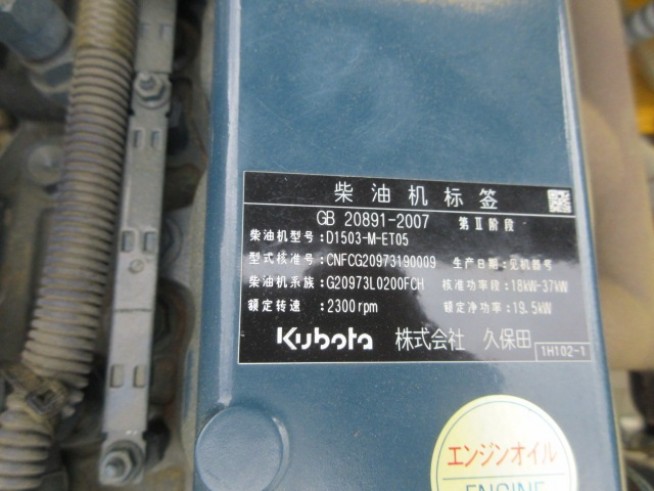 柴油机标签
GB 20891-2007 第Ⅱ阶段
柴油机型号:D1503-M-ET05
型式核准号:CNFCG20973190009 生产日期:见机器号
柴油机系族:G20973L0200FCH 核准功率段:18kW-37kW
额定转速:2300rpm 额定净功率:19.5kW
Kubota 株式会社 久保田
1H102-1
エンジンオイル
ENGINE